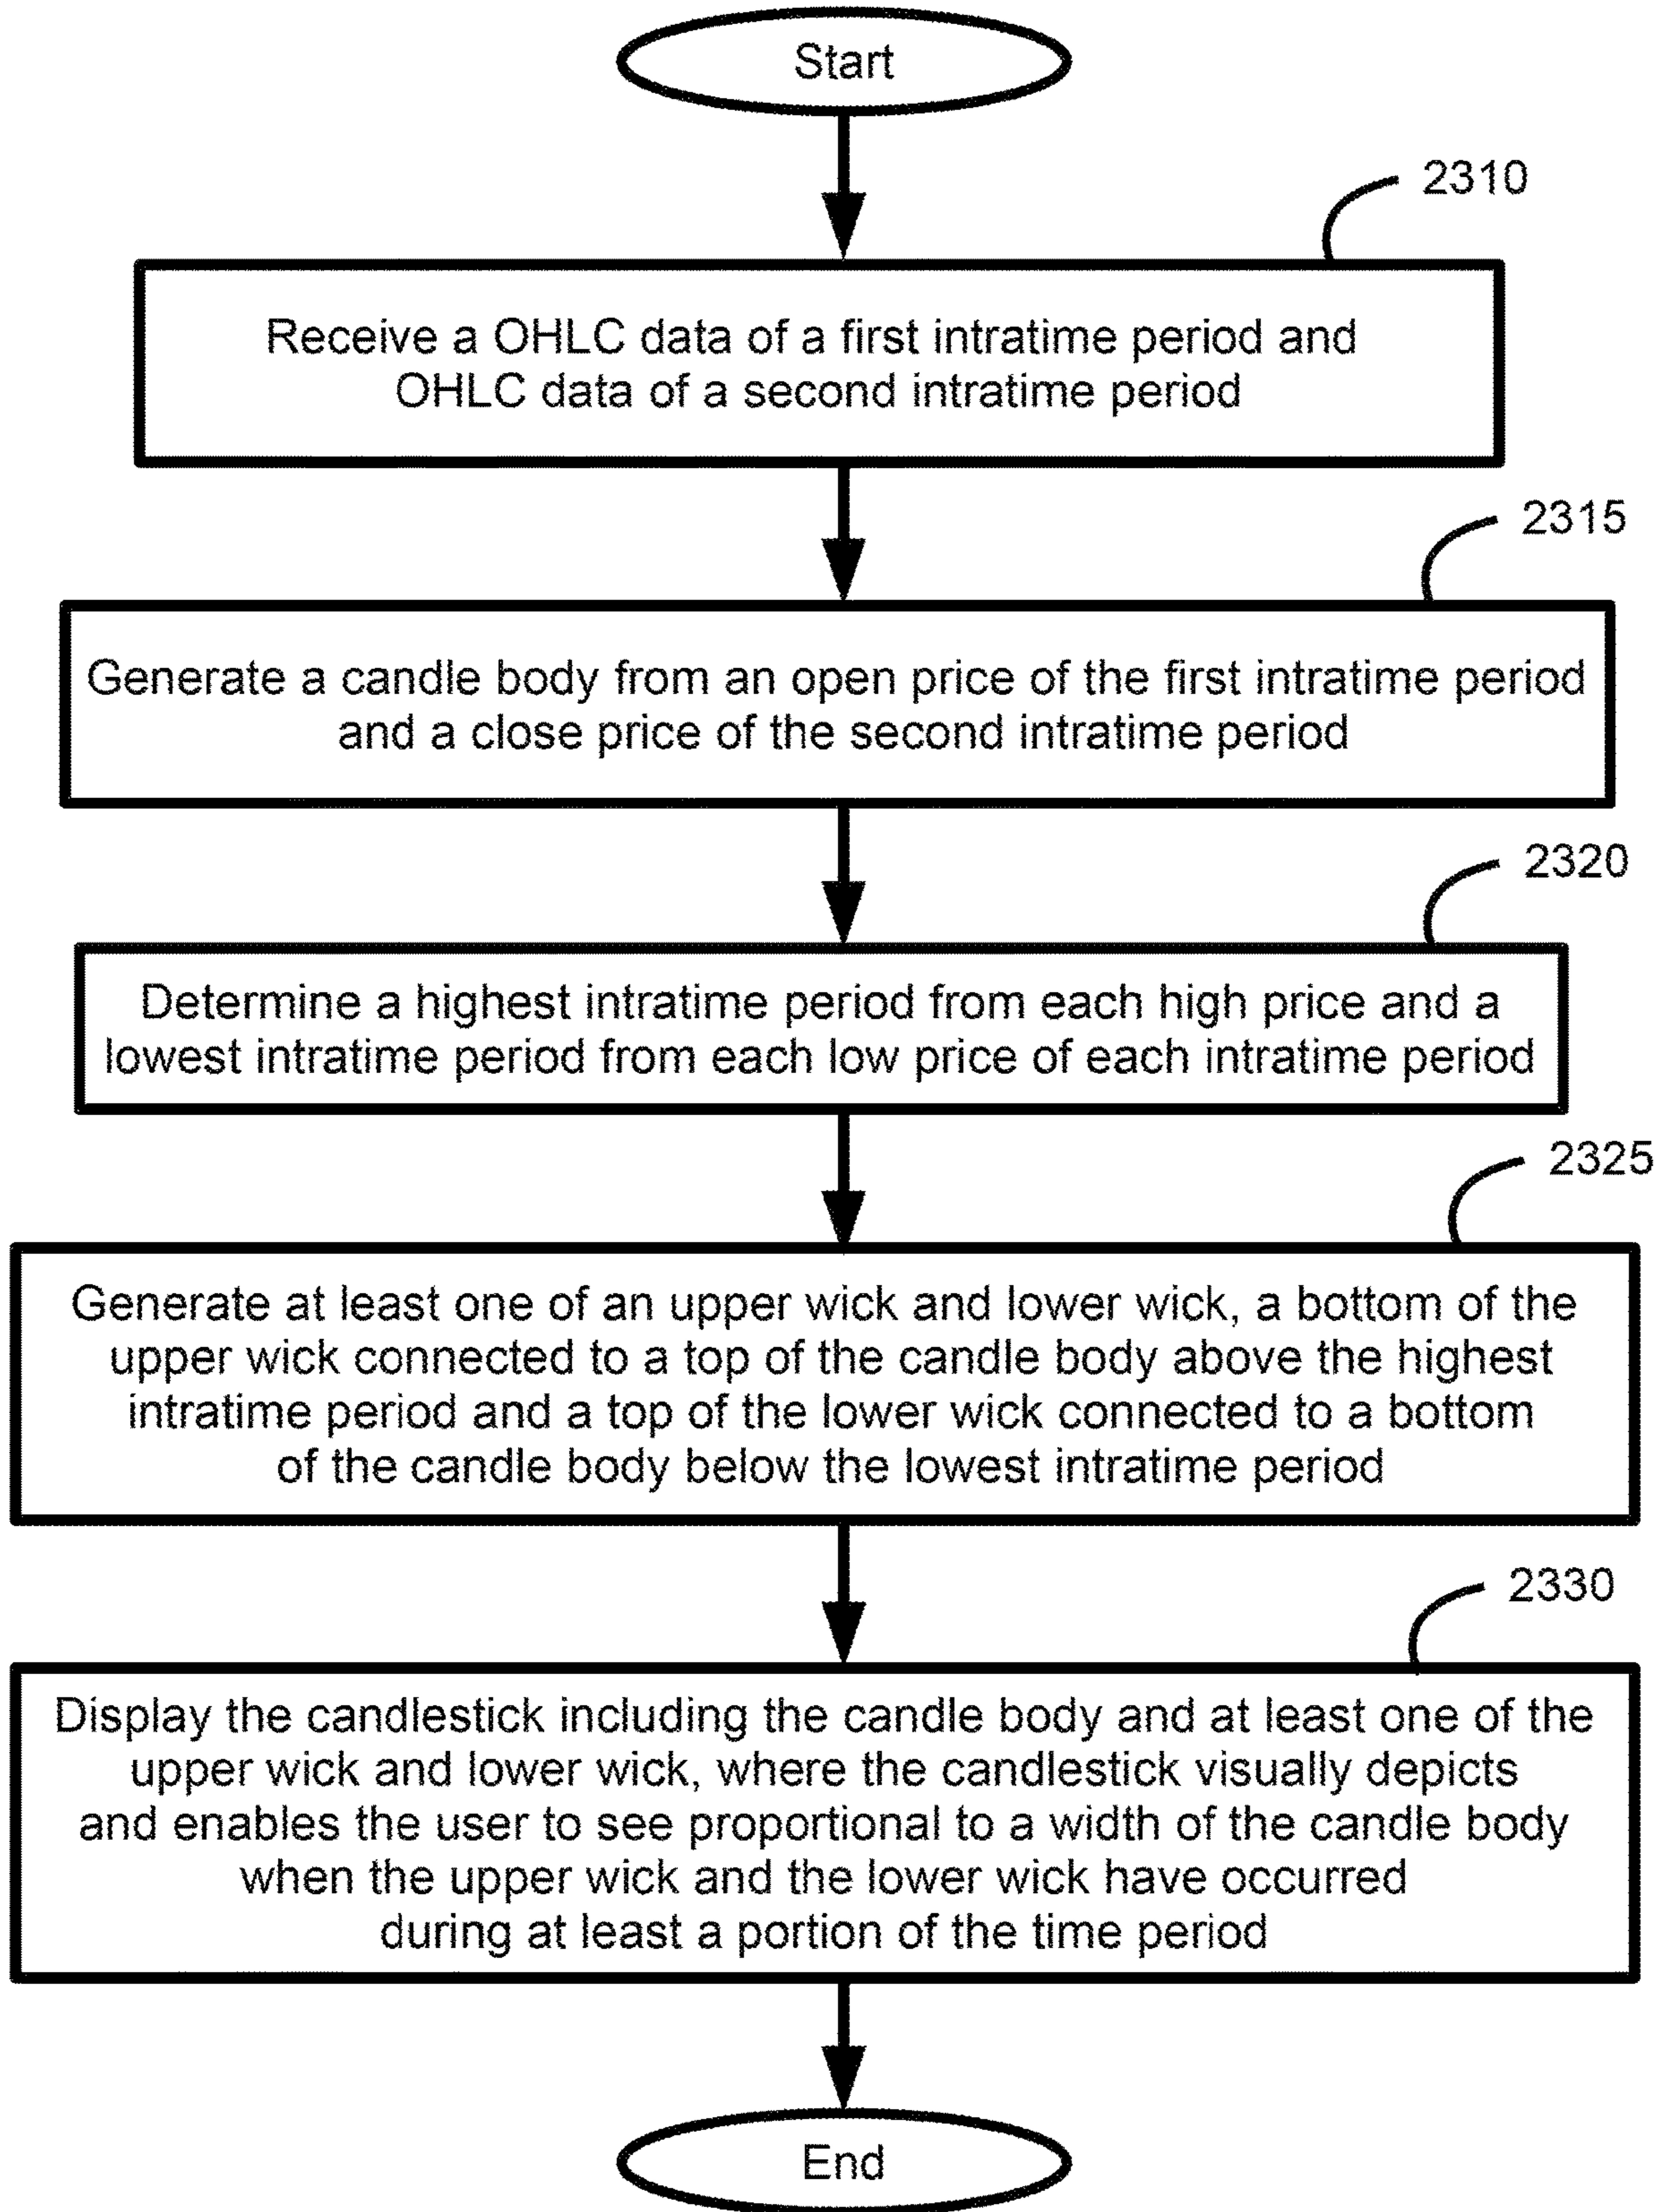 Start
2310
Receive a OHLC data of a first intratime period and
OHLC data of a second intratime period
2315
Generate a candle body from an open price of the first intratime period
and a close price of the second intratime period
2320
Determine a highest intratime period from each high price and a
lowest intratime period from each low price of each intratime period
2325
Generate at least one of an upper wick and lower wick, a bottom of the
upper wick connected to a top of the candle body above the highest
intratime period and a top of the lower wick connected to a bottom
of the candle body below the lowest intratime period
2330
Display the candlestick including the candle body and at least one of the
upper wick and lower wick, where the candlestick visually depicts
and enables the user to see proportional to a width of the candle body
when the upper wick and the lower wick have occurred
during at least a portion of the time period
End